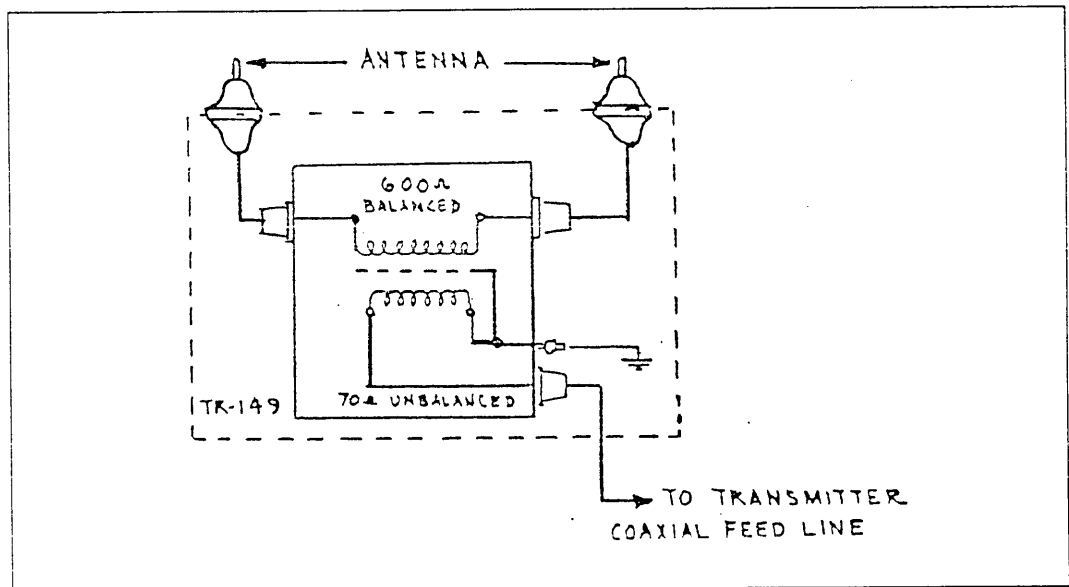 ANTENNA
600Ω
BALANCED
70Ω UNBALANCED
TR-149
TO TRANSMITTER
COAXIAL FEED LINE